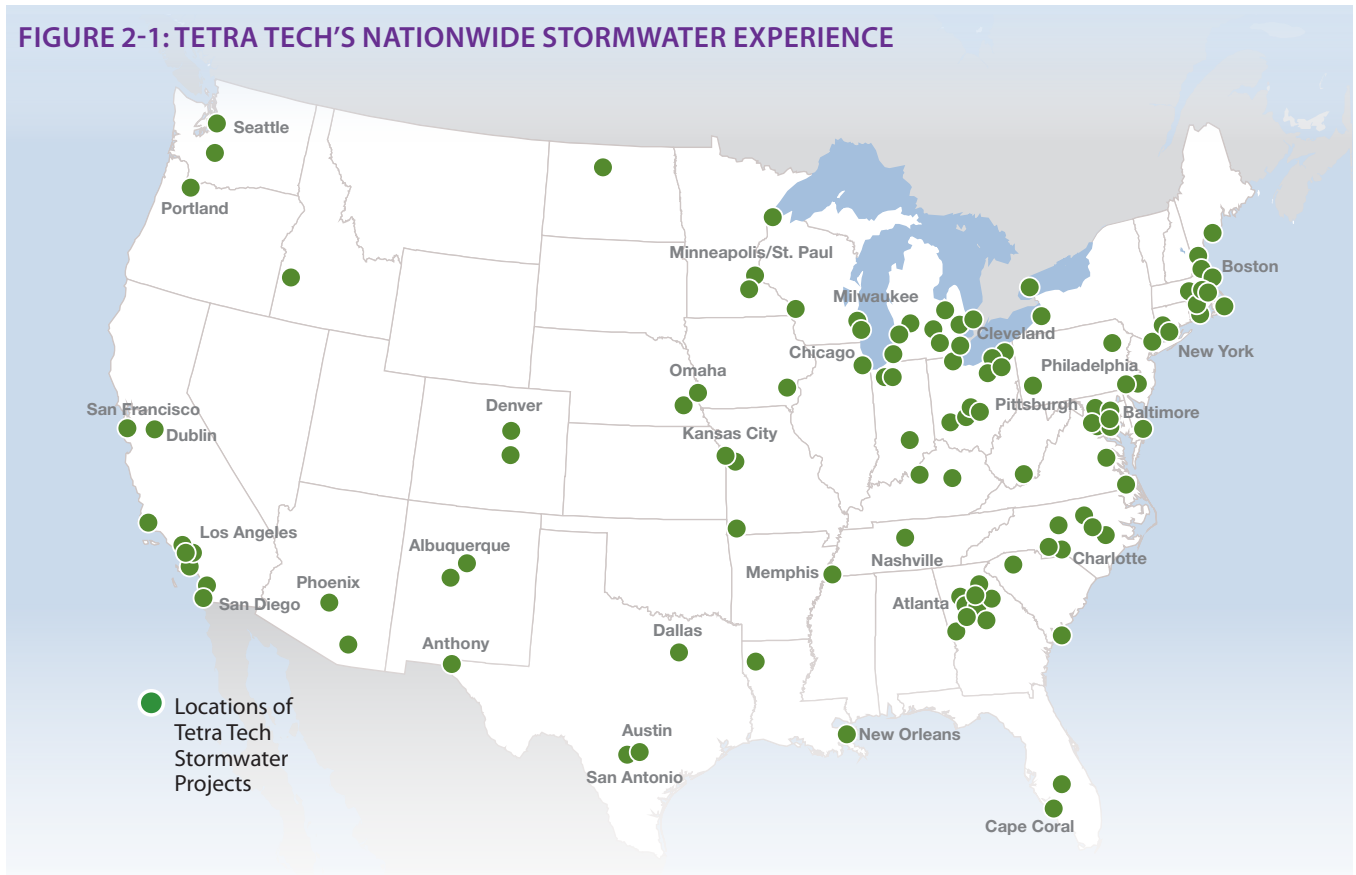 FIGURE 2-1: TETRA TECH'S NATIONWIDE STORMWATER EXPERIENCE
Seattle
Portland
Minneapolis/St. Paul
Boston
Milwaukee
Cleveland
New York
Chicago
Philadelphia
Omaha
San Francisco
Denver
Pittsburgh
Baltimore
Dublin
Kansas City
Los Angeles
Albuquerque
Nashville
Charlotte
Memphis
Phoenix
San Diego
Atlanta
Dallas
Anthony
Locations of
Tetra Tech
Stormwater
Projects
Austin
New Orleans
San Antonio
Cape Coral